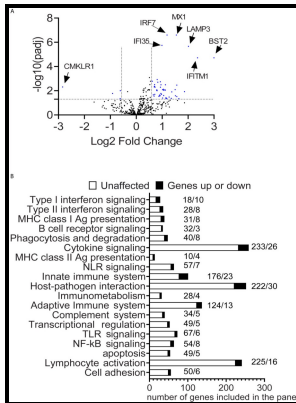 A
IRF7
MX1
LAMP3
IFI35
BST2
CMKLR1
IFITM1
-log10(padj)
8
6
4
2
0
-3 -2 -1 0 1 2 3
Log2 Fold Change
B
Unaffected Genes up or down
Type I interferon signaling 18/10
Type II interferon signaling 28/8
MHC class I Ag presentation 31/8
B cell receptor signaling 32/3
Phagocytosis and degradation 40/8
Cytokine signaling 233/26
MHC class II Ag presentation 10/4
NLR signaling 57/7
Innate immune system 176/23
Host-pathogen interaction 222/30
Immunometabolism 28/4
Adaptive Immune system 124/13
Complement system 34/5
Transcriptional regulation 49/5
TLR signaling 67/6
NF-kB signaling 54/8
apoptosis 49/5
Lymphocyte activation 225/16
Cell adhesion 50/6
0 100 200 300
number of genes included in the pane